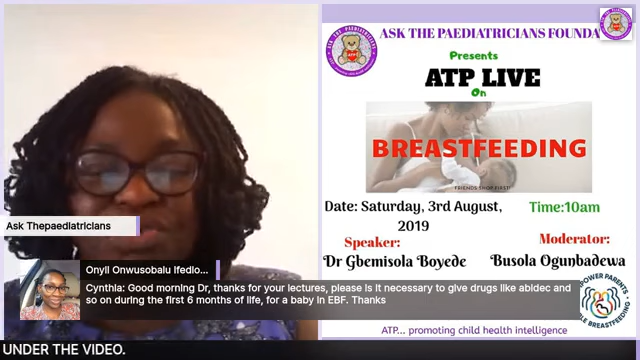 ASK THE PAEDIATRICIANS FOUNDA
Presents
ATP LIVE
On
BREASTFEEDING
FRIENDS SHOP FIRST!
Date: Saturday, 3rd August,
2019
Time:10am
Speaker:
Dr Gbemisola Boyede
Moderator:
Busola Ogunbadewa
ATP... promoting child health intelligence
Ask Thepaediatricians
Onyii Onwusobalu Ifedio...
Cynthia: Good morning Dr, thanks for your lectures, please is it necessary to give drugs like abidec and
so on during the first 6 months of life, for a baby in EBF. Thanks
UNDER THE VIDEO.